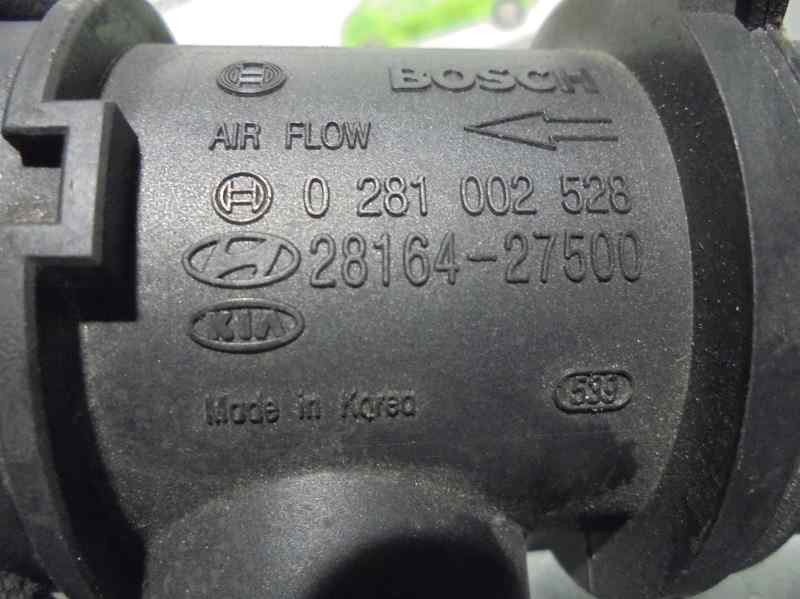 BOSCH
AIR FLOW
0 281 002 528
28164-27500
KIA
Made in Korea
539